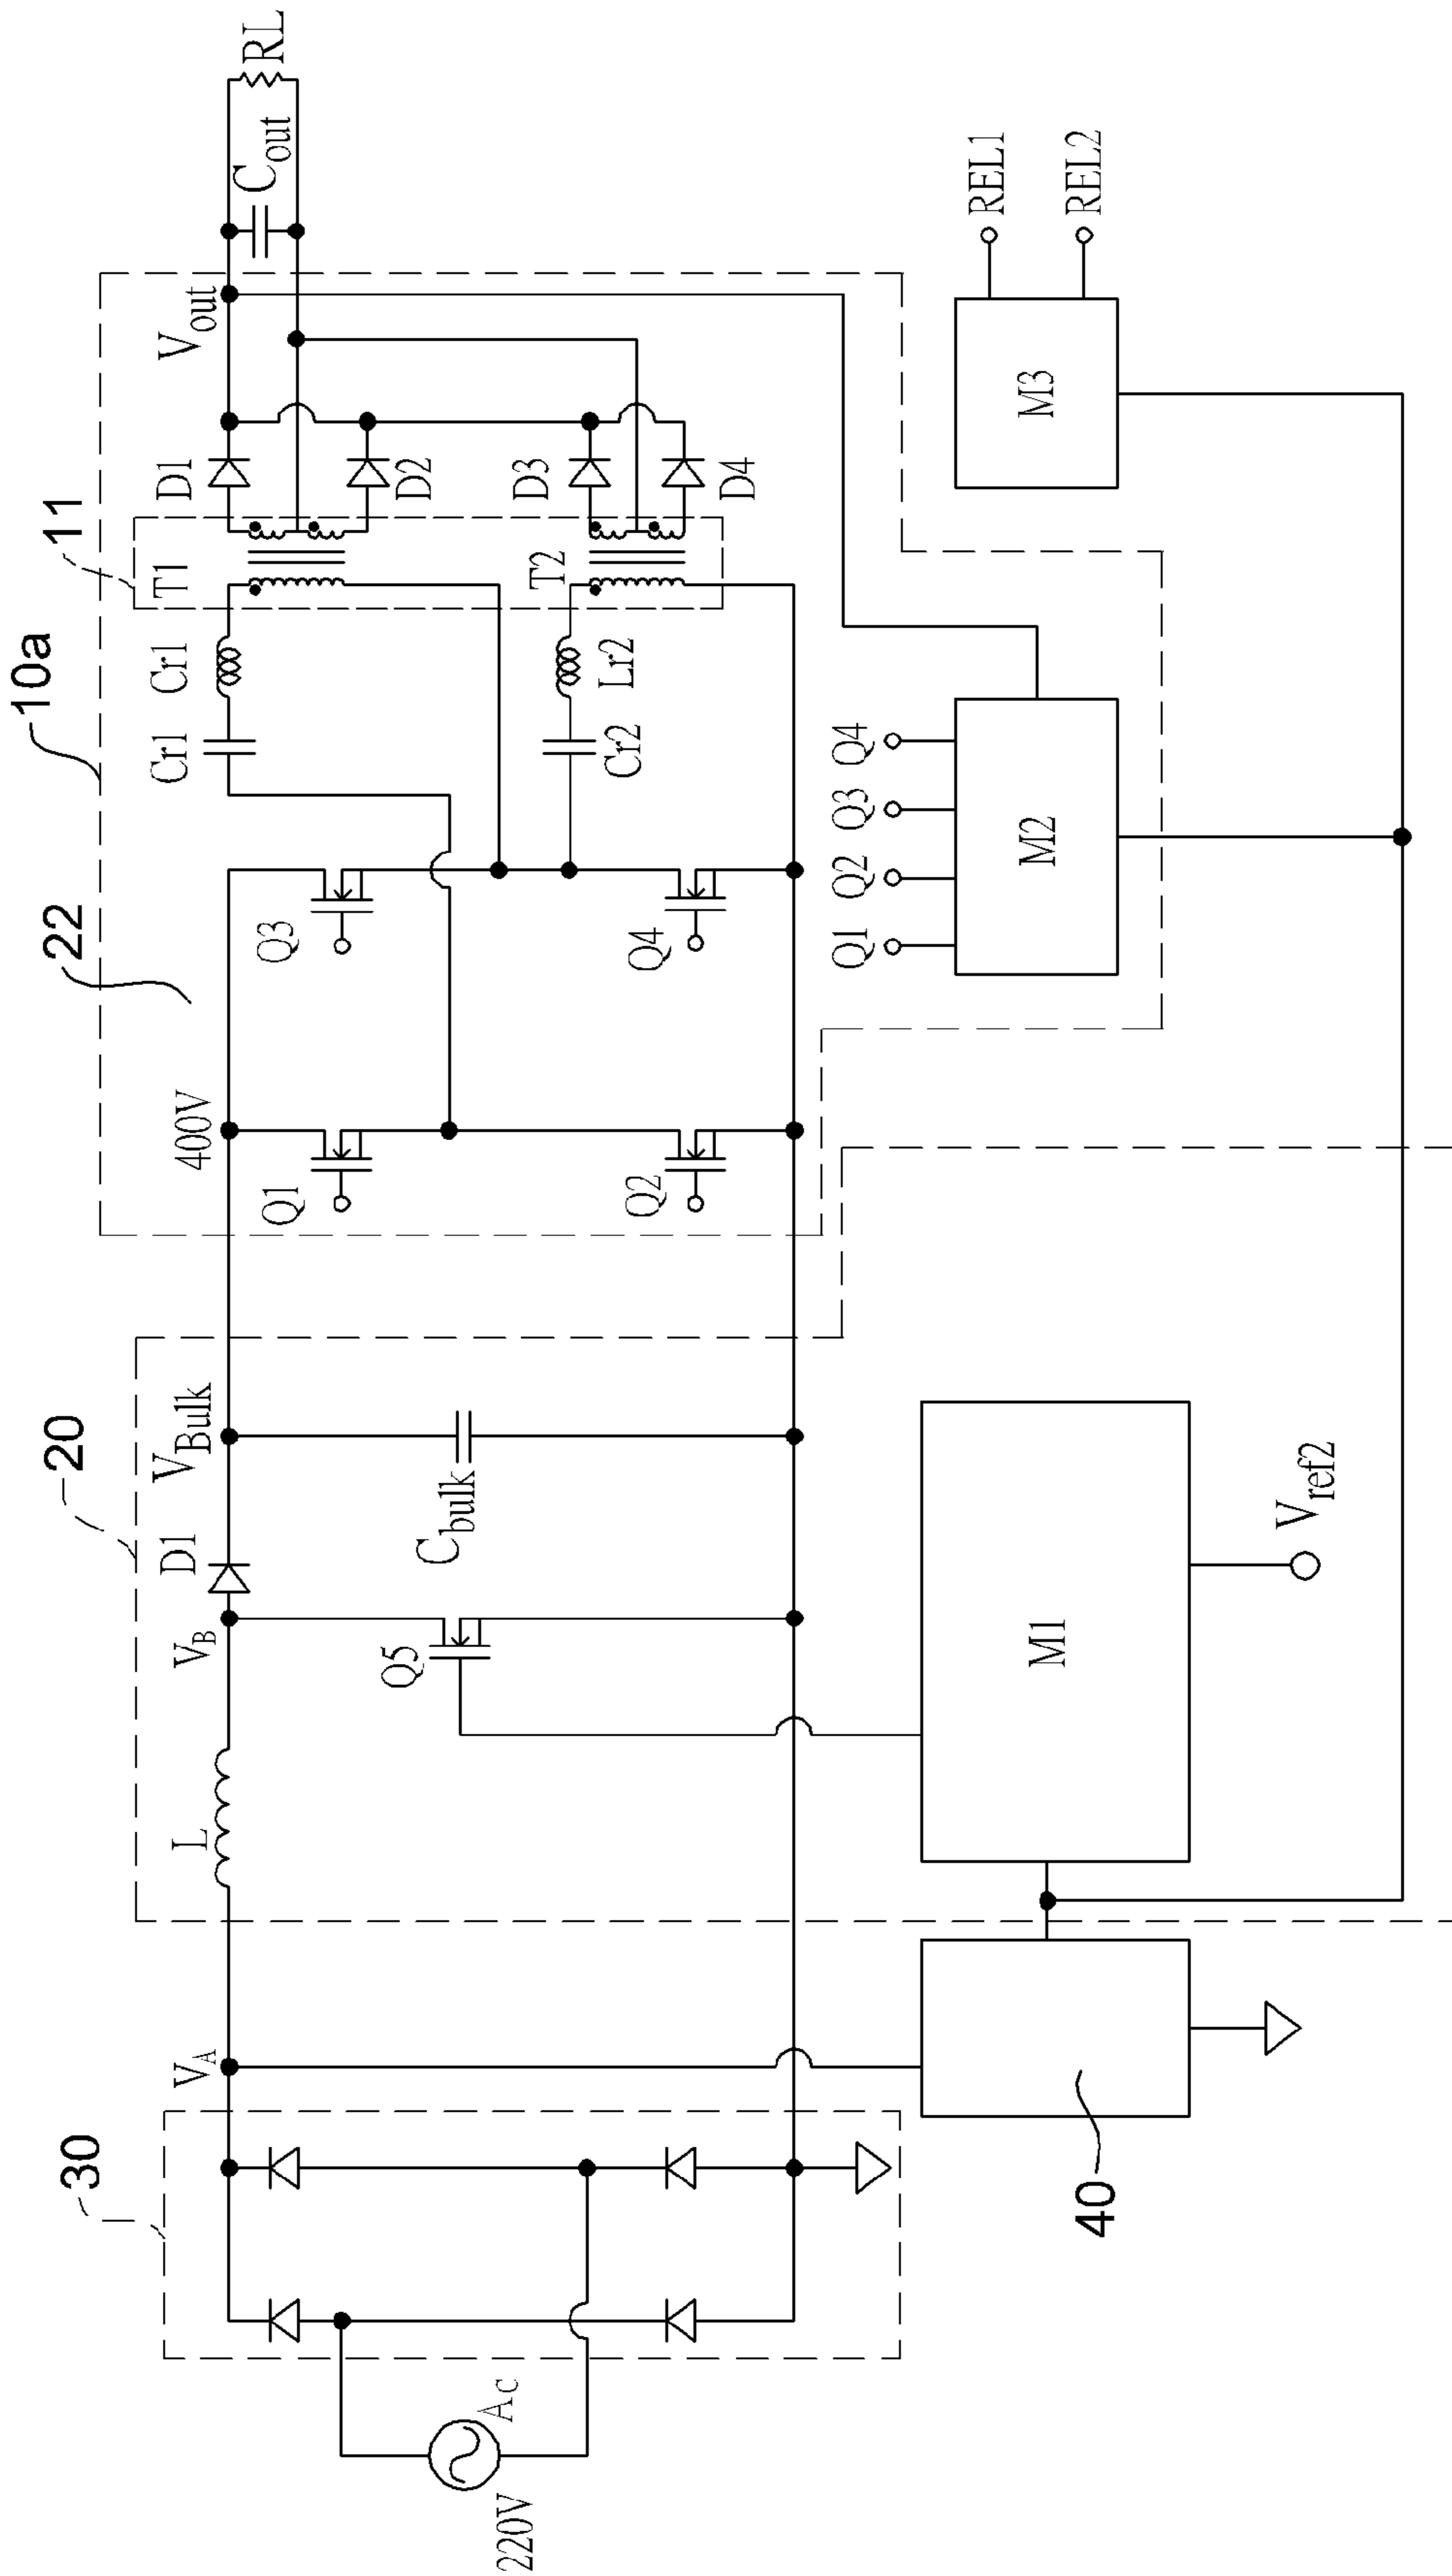 10a
22
11
20
30
40
220V
Ac
VA
L
VB
D1
VBulk
Cbulk
Q5
400V
Q1
Q2
Q3
Q4
Cr1
Cr1
Cr2
Lr2
T1
T2
D1
D2
D3
D4
Vout
Cout
RL
M1
Vref2
Q1 Q2 Q3 Q4
M2
M3
REL1
REL2